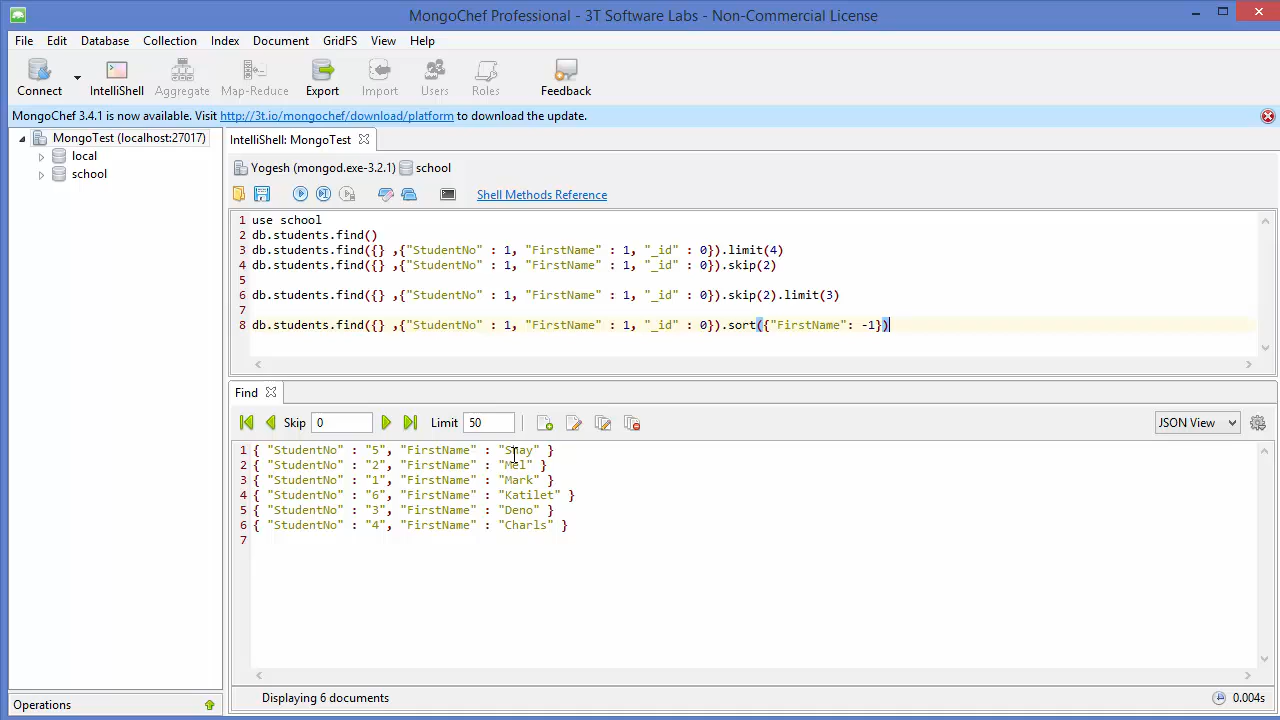 MongoChef Professional - 3T Software Labs - Non-Commercial License
File Edit Database Collection Index Document GridFS View Help
Connect IntelliShell Aggregate Map-Reduce Export Import Users Roles Feedback
MongoChef 3.4.1 is now available. Visit http://3t.io/mongochef/download/platform to download the update.
MongoTest (localhost:27017)
local
school
IntelliShell: MongoTest
Yogesh (mongod.exe-3.2.1) school
Shell Methods Reference
1 use school
2 db.students.find()
3 db.students.find({} ,{"StudentNo" : 1, "FirstName" : 1, "_id" : 0}).limit(4)
4 db.students.find({} ,{"StudentNo" : 1, "FirstName" : 1, "_id" : 0}).skip(2)
5
6 db.students.find({} ,{"StudentNo" : 1, "FirstName" : 1, "_id" : 0}).skip(2).limit(3)
7
8 db.students.find({} ,{"StudentNo" : 1, "FirstName" : 1, "_id" : 0}).sort({"FirstName": -1})
Find
Skip 0 Limit 50 JSON View
1 { "StudentNo" : "5", "FirstName" : "Shay" }
2 { "StudentNo" : "2", "FirstName" : "Mel" }
3 { "StudentNo" : "1", "FirstName" : "Mark" }
4 { "StudentNo" : "6", "FirstName" : "Katilet" }
5 { "StudentNo" : "3", "FirstName" : "Deno" }
6 { "StudentNo" : "4", "FirstName" : "Charls" }
7
Operations
Displaying 6 documents
0.004s